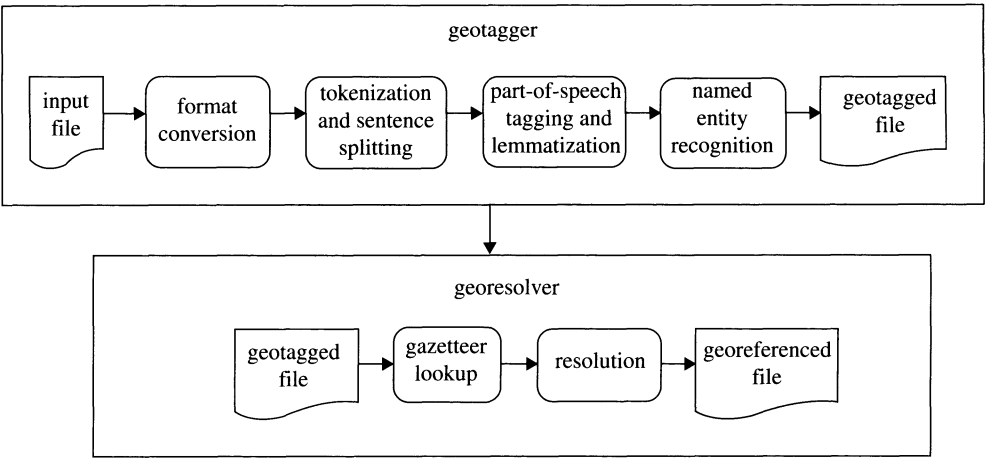 geotagger
input
file
format
conversion
tokenization
and sentence
splitting
part-of-speech
tagging and
lemmatization
named
entity
recognition
geotagged
file
georesolver
geotagged
file
gazetteer
lookup
resolution
georeferenced
file